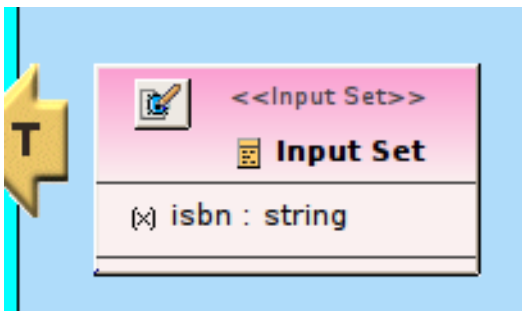 T
<<Input Set>>
Input Set
(x) isbn : string